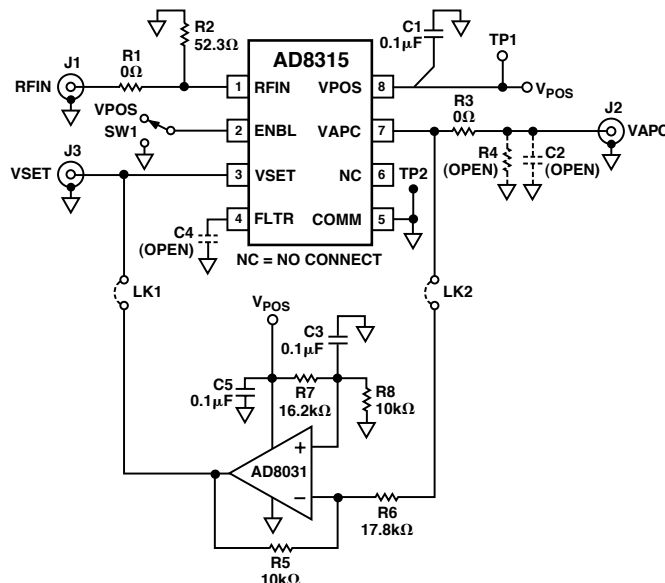 J1
RFIN
R1
0Ω
R2
52.3Ω
AD8315
C1
0.1μF
TP1
VPOS
J2
VAPC
1 RFIN
VPOS 8
VPOS
SW1
2 ENBL
VAPC 7
R3
0Ω
R4
(OPEN)
C2
(OPEN)
J3
VSET
3 VSET
NC 6
TP2
4 FLTR
COMM 5
C4
(OPEN)
NC = NO CONNECT
LK1
LK2
VPOS
C3
0.1μF
C5
0.1μF
R7
16.2kΩ
R8
10kΩ
+
AD8031
–
R6
17.8kΩ
R5
10kΩ